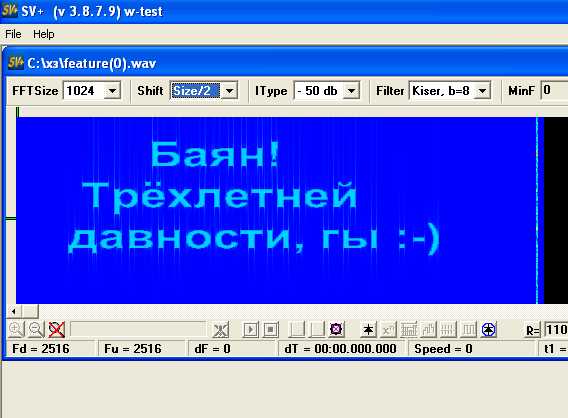 SV+ (v 3.8.7.9) w-test
File Help
C:\хэ\feature(0).wav
FFTSize 1024 Shift Size/2 IType - 50 db Filter Kiser, b=8 MinF 0
Баян!
Трёхлетней
давности, гы :-)
R= 110
Fd = 2516 Fu = 2516 dF = 0 dT = 00:00.000.000 Speed = 0 t1 =